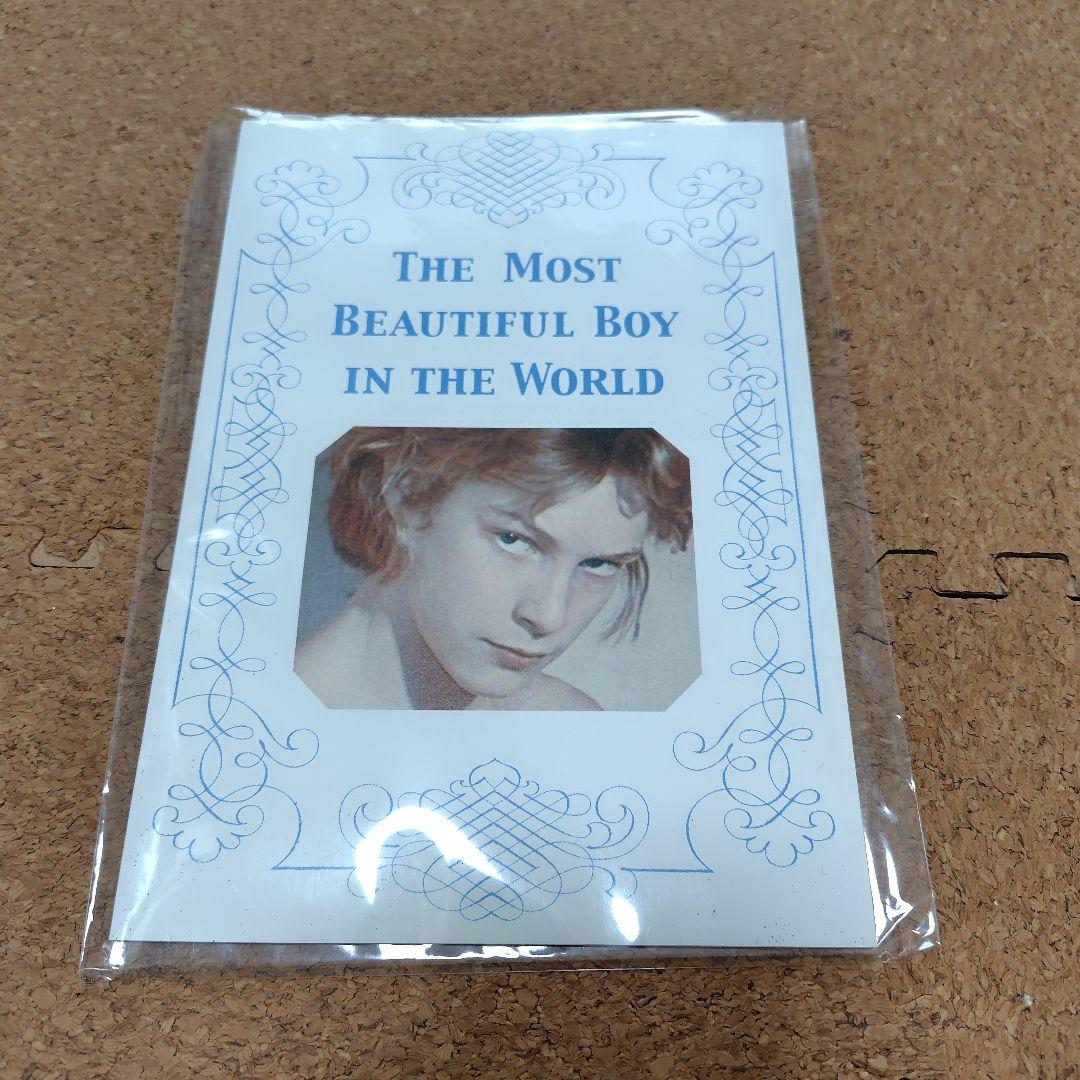 The Most
Beautiful Boy
in the World